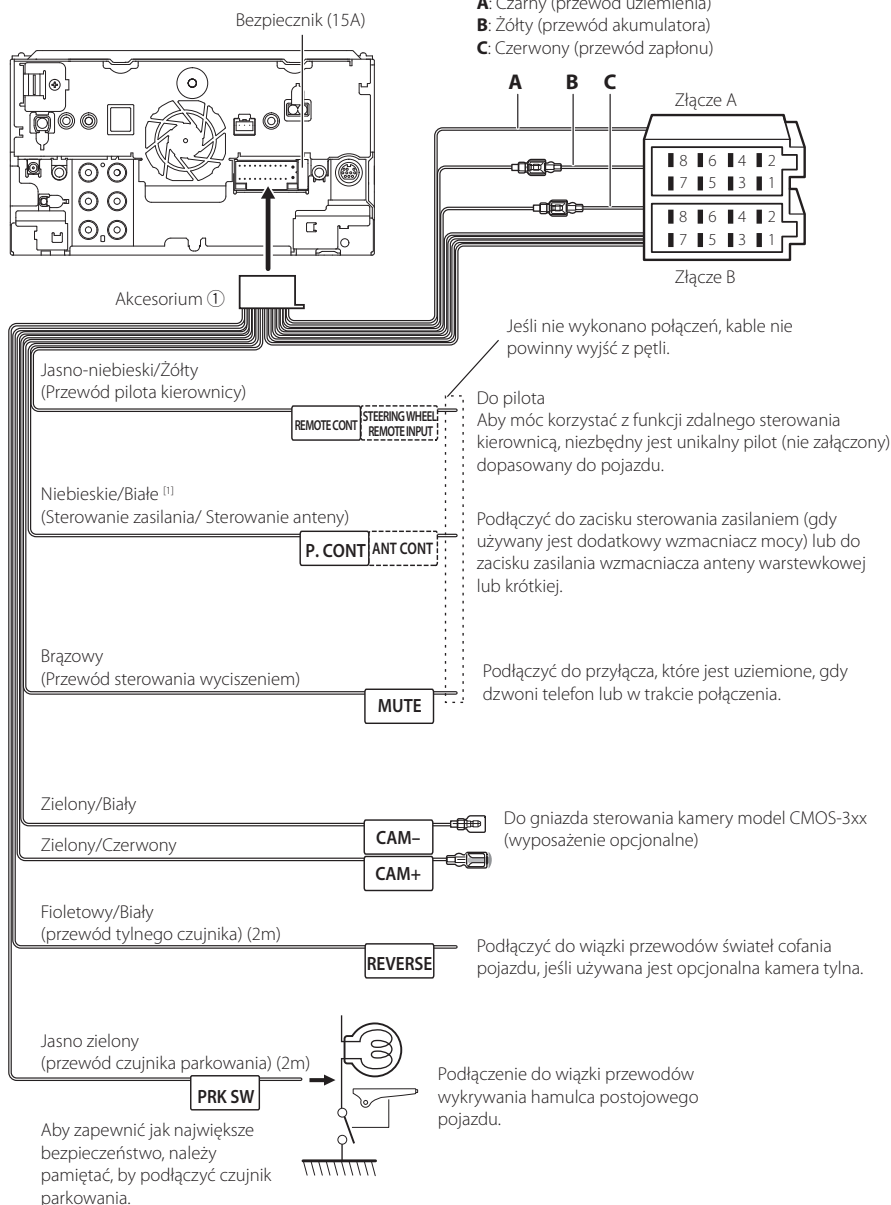 A: Czarny (przewód uziemienia)
B: Żółty (przewód akumulatora)
C: Czerwony (przewód zapłonu)
Bezpiecznik (15A)
A B C
Złącze A
8 6 4 2
7 5 3 1
8 6 4 2
7 5 3 1
Złącze B
Akcesorium ①
Jeśli nie wykonano połączeń, kable nie
powinny wyjść z pętli.
Jasno-niebieski/Żółty
(Przewód pilota kierownicy)
REMOTE CONT
STEERING WHEEL
REMOTE INPUT
Do pilota
Aby móc korzystać z funkcji zdalnego sterowania
kierownicą, niezbędny jest unikalny pilot (nie załączony)
dopasowany do pojazdu.
Niebieskie/Białe [1]
(Sterowanie zasilania/ Sterowanie anteny)
P. CONT ANT CONT
Podłączyć do zacisku sterowania zasilaniem (gdy
używany jest dodatkowy wzmacniacz mocy) lub do
zacisku zasilania wzmacniacza anteny warstewkowej
lub krótkiej.
Brązowy
(Przewód sterowania wyciszeniem)
MUTE
Podłączyć do przyłącza, które jest uziemione, gdy
dzwoni telefon lub w trakcie połączenia.
Zielony/Biały
CAM–
Zielony/Czerwony
CAM+
Do gniazda sterowania kamery model CMOS-3xx
(wyposażenie opcjonalne)
Fioletowy/Biały
(przewód tylnego czujnika) (2m)
REVERSE
Podłączyć do wiązki przewodów świateł cofania
pojazdu, jeśli używana jest opcjonalna kamera tylna.
Jasno zielony
(przewód czujnika parkowania) (2m)
PRK SW
Podłączenie do wiązki przewodów
wykrywania hamulca postojowego
pojazdu.
Aby zapewnić jak największe
bezpieczeństwo, należy
pamiętać, by podłączyć czujnik
parkowania.